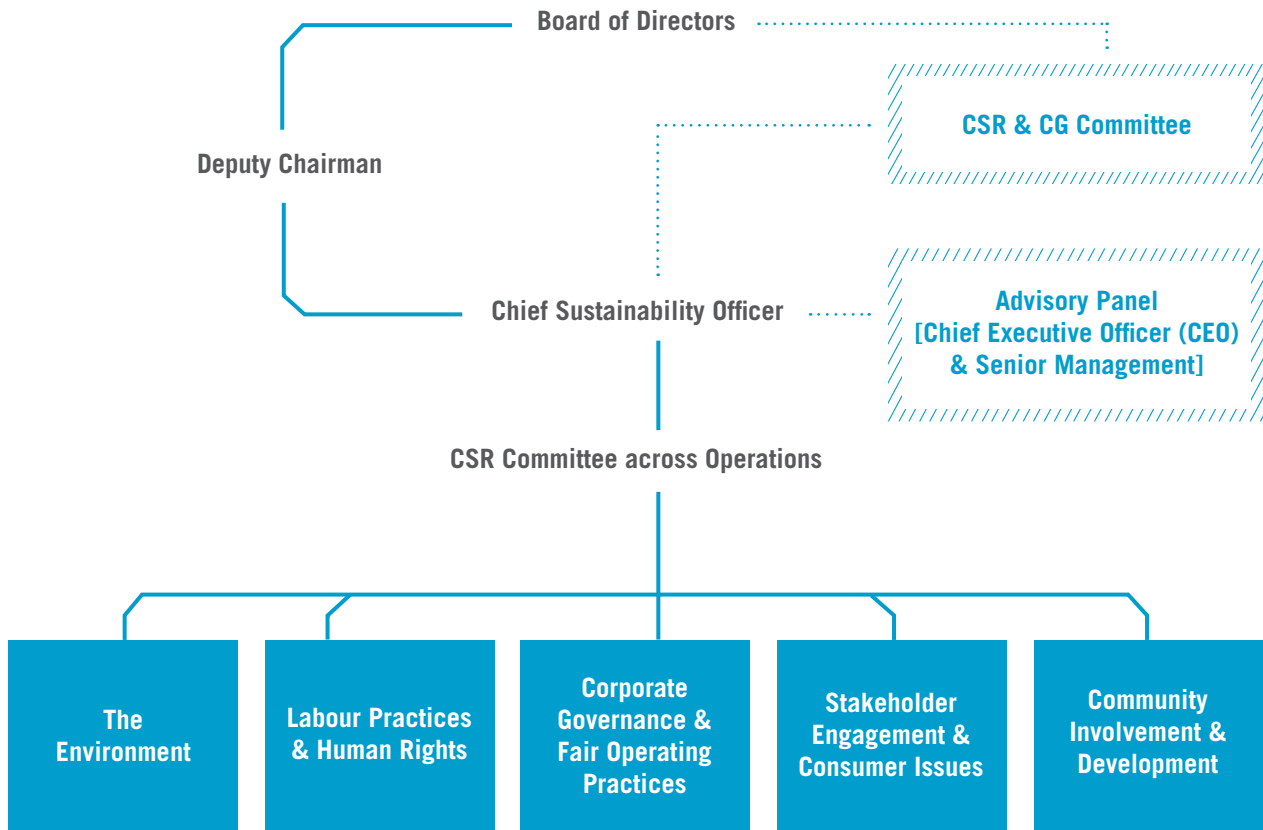 Board of Directors
CSR & CG Committee
Deputy Chairman
Chief Sustainability Officer
Advisory Panel
[Chief Executive Officer (CEO)
& Senior Management]
CSR Committee across Operations
The
Environment
Labour Practices
& Human Rights
Corporate
Governance &
Fair Operating
Practices
Stakeholder
Engagement &
Consumer Issues
Community
Involvement &
Development